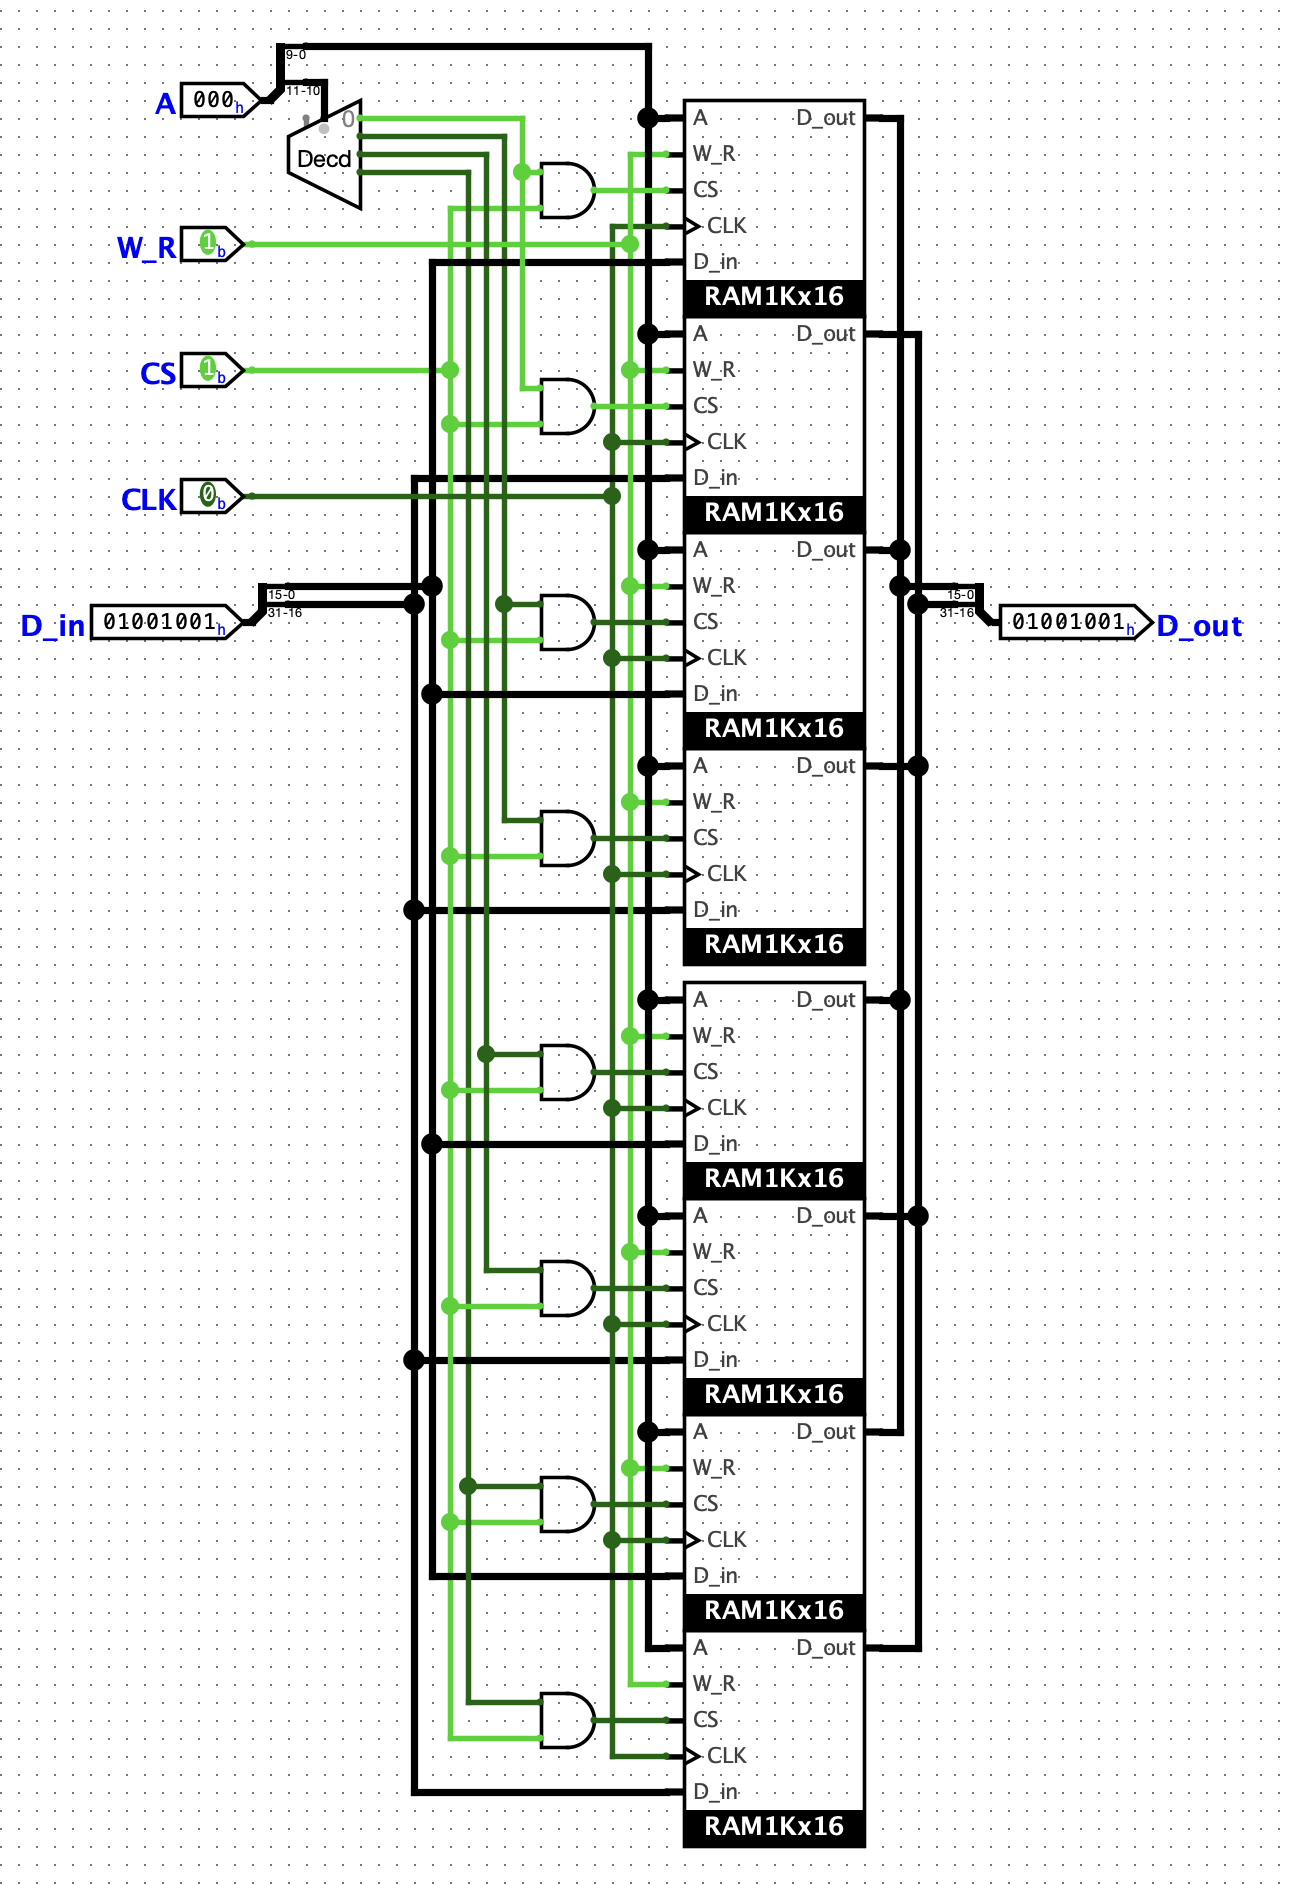 9-0
A 000h
11-10
0
Decd
W_R 1b
CS 1b
CLK 0b
15-0
31-16
D_in 01001001h
A D_out
W_R
CS
CLK
D_in
RAM1Kx16
A D_out
W_R
CS
CLK
D_in
RAM1Kx16
A D_out
W_R
CS
CLK
D_in
RAM1Kx16
A D_out
W_R
CS
CLK
D_in
RAM1Kx16
A D_out
W_R
CS
CLK
D_in
RAM1Kx16
A D_out
W_R
CS
CLK
D_in
RAM1Kx16
A D_out
W_R
CS
CLK
D_in
RAM1Kx16
A D_out
W_R
CS
CLK
D_in
RAM1Kx16
15-0
31-16
01001001h D_out